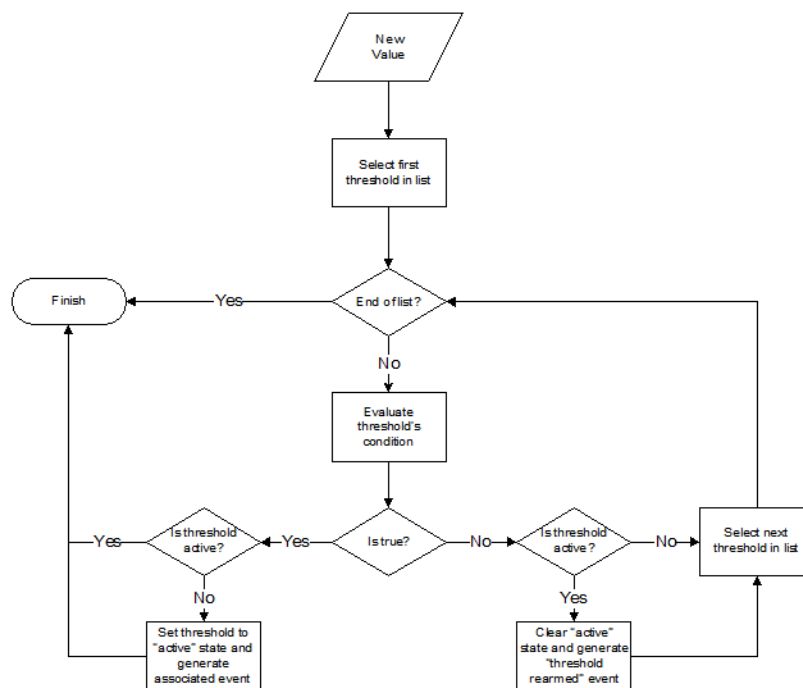 New
Value
Select first
threshold in list
Finish
Yes
End of list?
No
Evaluate
threshold's
condition
Yes
Is threshold
active?
Yes
Is true?
No
Is threshold
active?
No
Select next
threshold in list
No
Yes
Set threshold to
"active" state and
generate
associated event
Clear "active"
state and generate
"threshold
rearmed" event